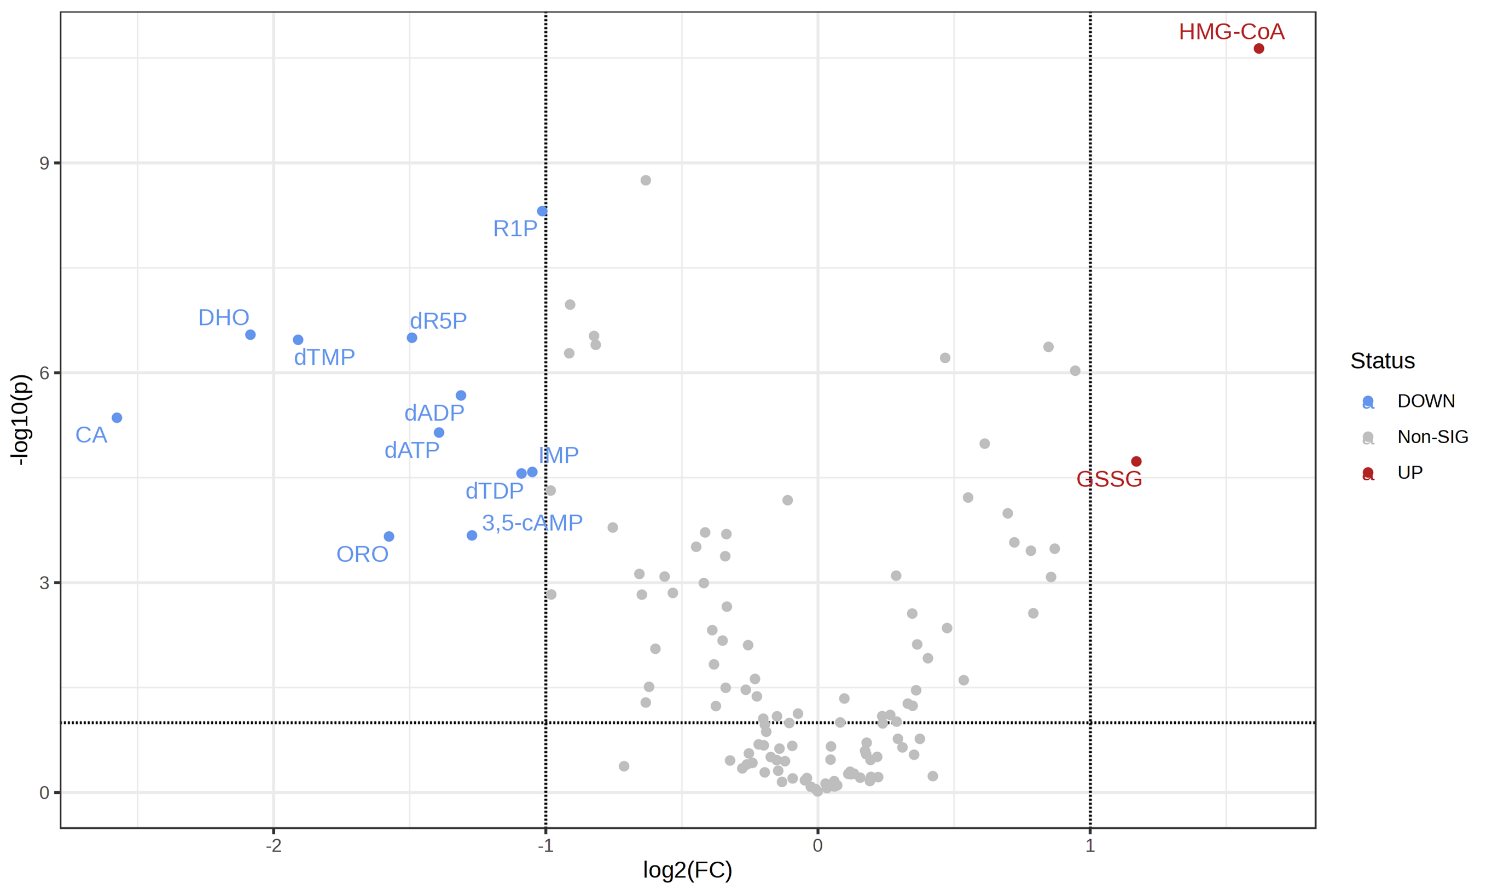 HMG-CoA
9
R1P
DHO
dR5P
dTMP
Status
6
dADP
DOWN
a
CA
-log10(p)
dATP
Non-SIG
a
IMP
UP
a
GSSG
dTDP
3,5-cAMP
ORO
3
0
-2
-1
0
1
log2(FC)